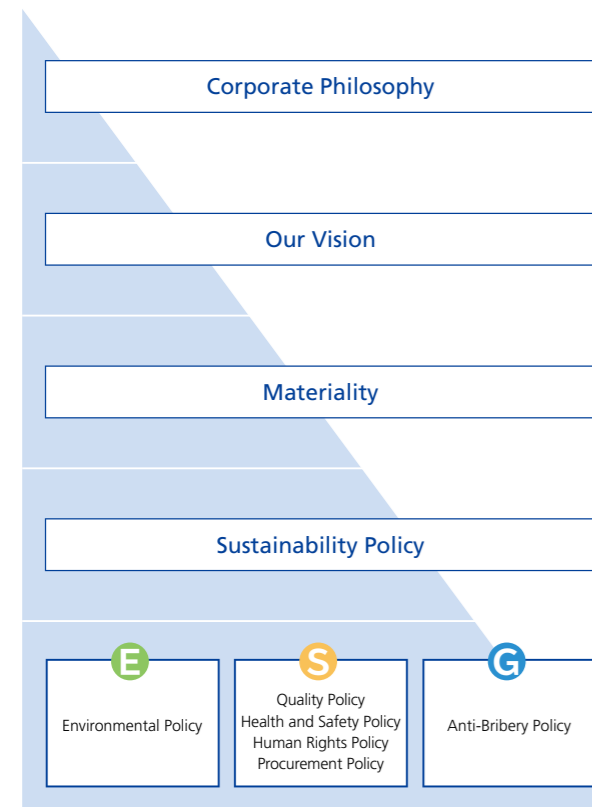 Corporate Philosophy
Our Vision
Materiality
Sustainability Policy
E
Environmental Policy
S
Quality Policy
Health and Safety Policy
Human Rights Policy
Procurement Policy
G
Anti-Bribery Policy